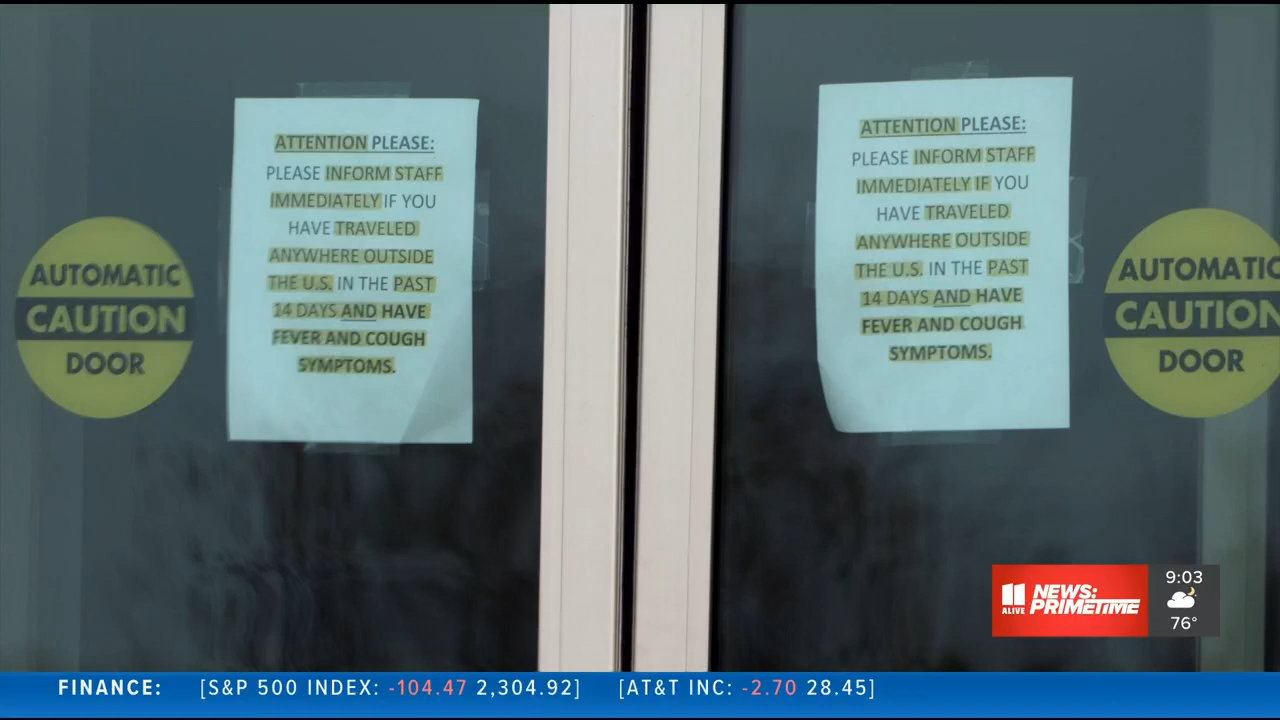 ATTENTION PLEASE:
PLEASE INFORM STAFF
IMMEDIATELY IF YOU
HAVE TRAVELED
ANYWHERE OUTSIDE
THE U.S. IN THE PAST
14 DAYS AND HAVE
FEVER AND COUGH
SYMPTOMS.
ATTENTION PLEASE:
PLEASE INFORM STAFF
IMMEDIATELY IF YOU
HAVE TRAVELED
ANYWHERE OUTSIDE
THE U.S. IN THE PAST
14 DAYS AND HAVE
FEVER AND COUGH
SYMPTOMS.
AUTOMATIC
CAUTION
DOOR
AUTOMATIC
CAUTION
DOOR
11 ALIVE
NEWS:
PRIMETIME
9:03
76°
FINANCE: [S&P 500 INDEX: -104.47 2,304.92] [AT&T INC: -2.70 28.45]